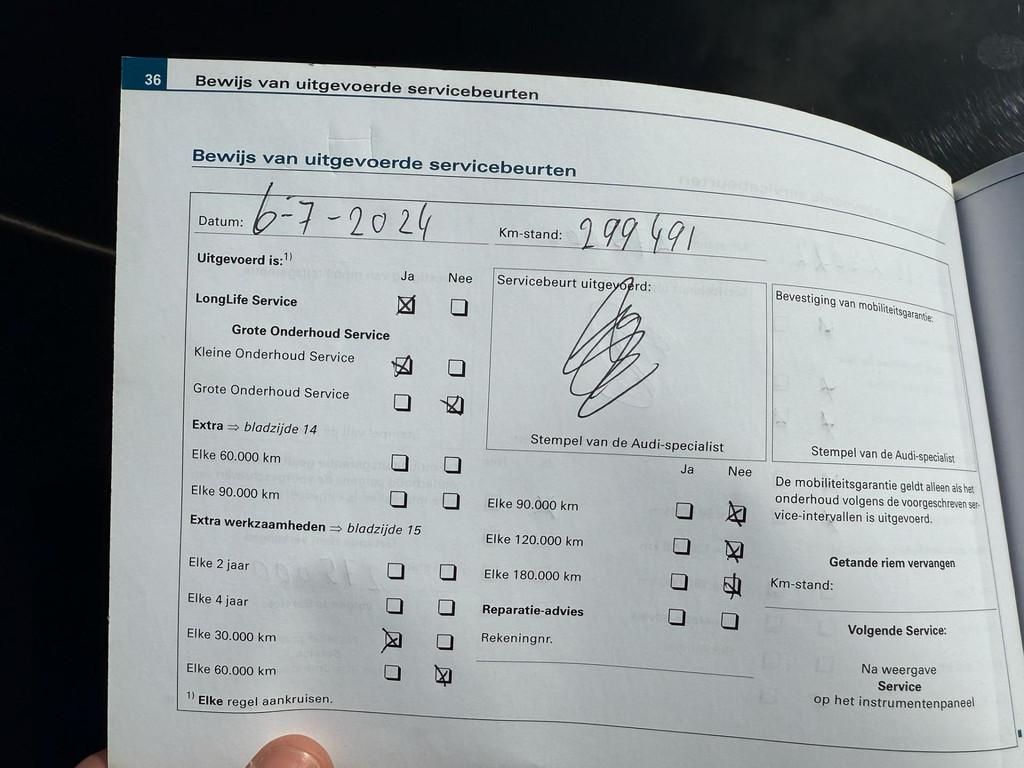 36 Bewijs van uitgevoerde servicebeurten
Bewijs van uitgevoerde servicebeurten
Datum: 6-7-2024 Km-stand: 299491
Uitgevoerd is:1)
Ja Nee
LongLife Service
Grote Onderhoud Service
Kleine Onderhoud Service
Grote Onderhoud Service
Extra ⇒ bladzijde 14
Elke 60.000 km
Elke 90.000 km
Extra werkzaamheden ⇒ bladzijde 15
Elke 2 jaar
Elke 4 jaar
Elke 30.000 km
Elke 60.000 km
1) Elke regel aankruisen.
Servicebeurt uitgevoerd:
Stempel van de Audi-specialist
Ja Nee
Elke 90.000 km
Elke 120.000 km
Elke 180.000 km
Reparatie-advies
Rekeningnr.
Bevestiging van mobiliteitsgarantie:
Stempel van de Audi-specialist
De mobiliteitsgarantie geldt alleen als het
onderhoud volgens de voorgeschreven ser-
vice-intervallen is uitgevoerd.
Getande riem vervangen
Km-stand:
Volgende Service:
Na weergave
Service
op het instrumentenpaneel